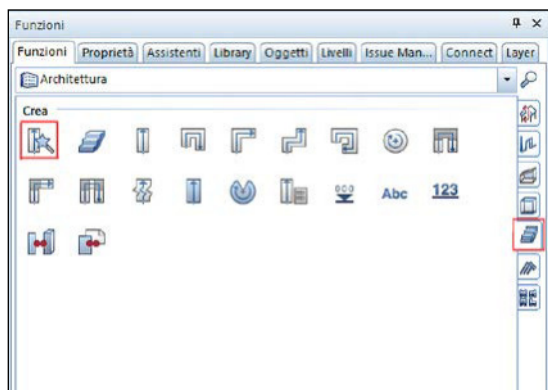 Funzioni
Funzioni Proprietà Assistenti Library Oggetti Livelli Issue Man... Connect Layer
Architettura
Crea
Abc 123